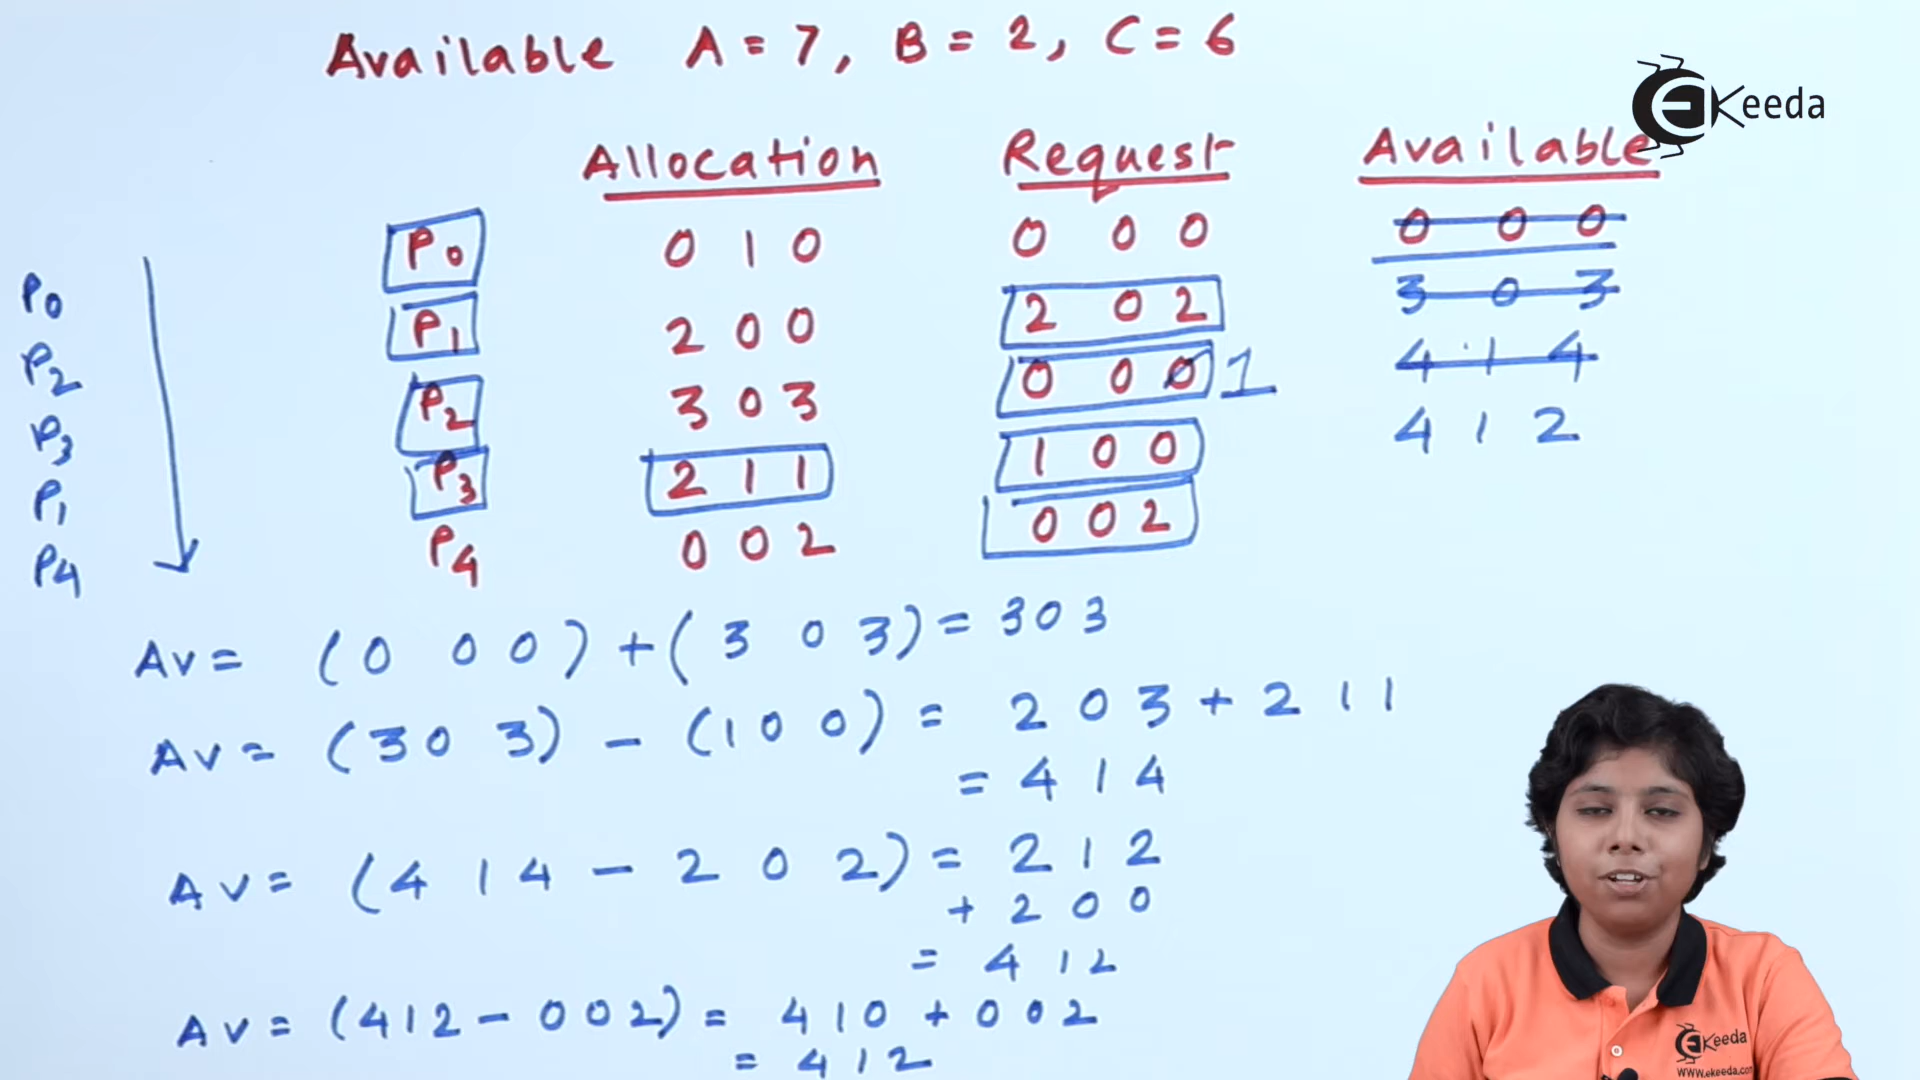 Available A = 7, B = 2, C = 6
EKeeda
Allocation Request Available
P0 0 1 0 0 0 0 0 0 0
P1 2 0 0 2 0 2 3 0 3
P2 3 0 3 0 0 0 1 4 1 4
P3 2 1 1 1 0 0 4 1 2
P4 0 0 2 0 0 2
P0
P2
P3
P1
P4
Av = (0 0 0) + (3 0 3) = 3 0 3
Av = (3 0 3) - (1 0 0) = 2 0 3 + 2 1 1
= 4 1 4
Av = (4 1 4 - 2 0 2) = 2 1 2
+ 2 0 0
= 4 1 2
Av = (4 1 2 - 0 0 2) = 4 1 0 + 0 0 2
= 4 1 2
EKeeda
www.ekeeda.com